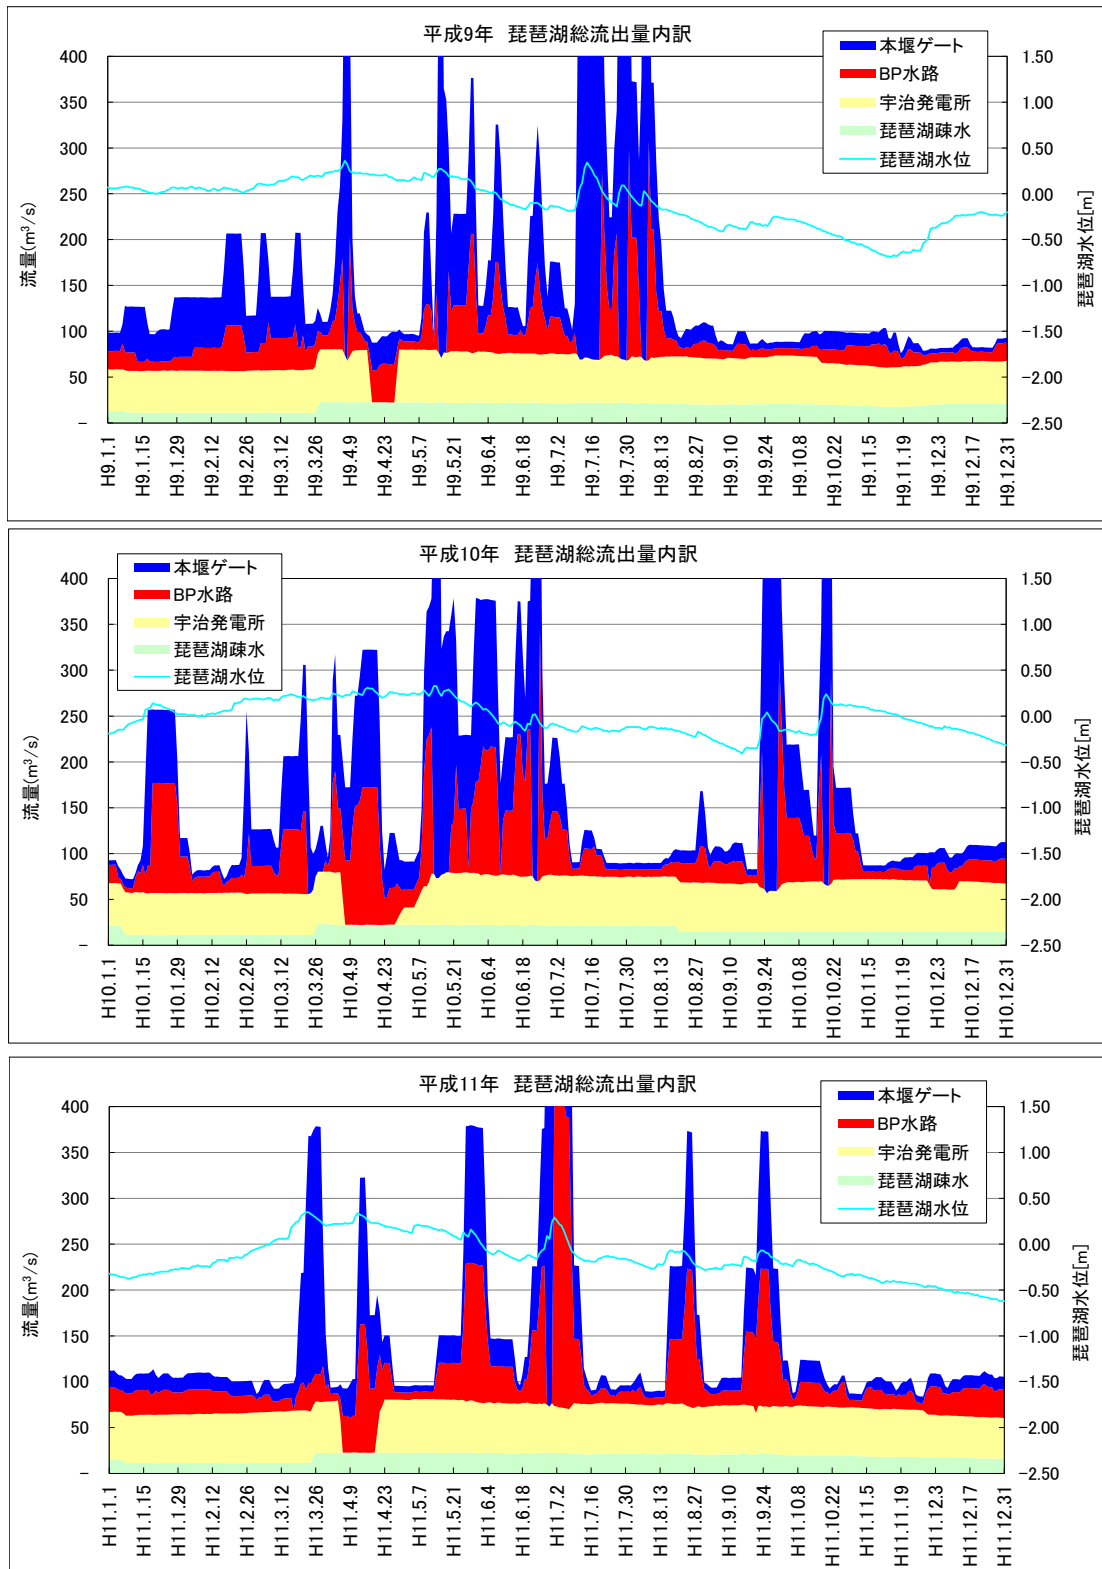 平成9年 琵琶湖総流出量内訳
本堰ゲート
BP水路
宇治発電所
琵琶湖疎水
琵琶湖水位
流量(m³/s)
400
350
300
250
200
150
100
50
–
琵琶湖水位[m]
1.50
1.00
0.50
0.00
−0.50
−1.00
−1.50
−2.00
−2.50
H9.1.1
H9.1.15
H9.1.29
H9.2.12
H9.2.26
H9.3.12
H9.3.26
H9.4.9
H9.4.23
H9.5.7
H9.5.21
H9.6.4
H9.6.18
H9.7.2
H9.7.16
H9.7.30
H9.8.13
H9.8.27
H9.9.10
H9.9.24
H9.10.8
H9.10.22
H9.11.5
H9.11.19
H9.12.3
H9.12.17
H9.12.31
平成10年 琵琶湖総流出量内訳
本堰ゲート
BP水路
宇治発電所
琵琶湖疎水
琵琶湖水位
流量(m³/s)
400
350
300
250
200
150
100
50
–
琵琶湖水位[m]
1.50
1.00
0.50
0.00
−0.50
−1.00
−1.50
−2.00
−2.50
H10.1.1
H10.1.15
H10.1.29
H10.2.12
H10.2.26
H10.3.12
H10.3.26
H10.4.9
H10.4.23
H10.5.7
H10.5.21
H10.6.4
H10.6.18
H10.7.2
H10.7.16
H10.7.30
H10.8.13
H10.8.27
H10.9.10
H10.9.24
H10.10.8
H10.10.22
H10.11.5
H10.11.19
H10.12.3
H10.12.17
H10.12.31
平成11年 琵琶湖総流出量内訳
本堰ゲート
BP水路
宇治発電所
琵琶湖疎水
琵琶湖水位
流量(m³/s)
400
350
300
250
200
150
100
50
–
琵琶湖水位[m]
1.50
1.00
0.50
0.00
−0.50
−1.00
−1.50
−2.00
−2.50
H11.1.1
H11.1.15
H11.1.29
H11.2.12
H11.2.26
H11.3.12
H11.3.26
H11.4.9
H11.4.23
H11.5.7
H11.5.21
H11.6.4
H11.6.18
H11.7.2
H11.7.16
H11.7.30
H11.8.13
H11.8.27
H11.9.10
H11.9.24
H11.10.8
H11.10.22
H11.11.5
H11.11.19
H11.12.3
H11.12.17
H11.12.31